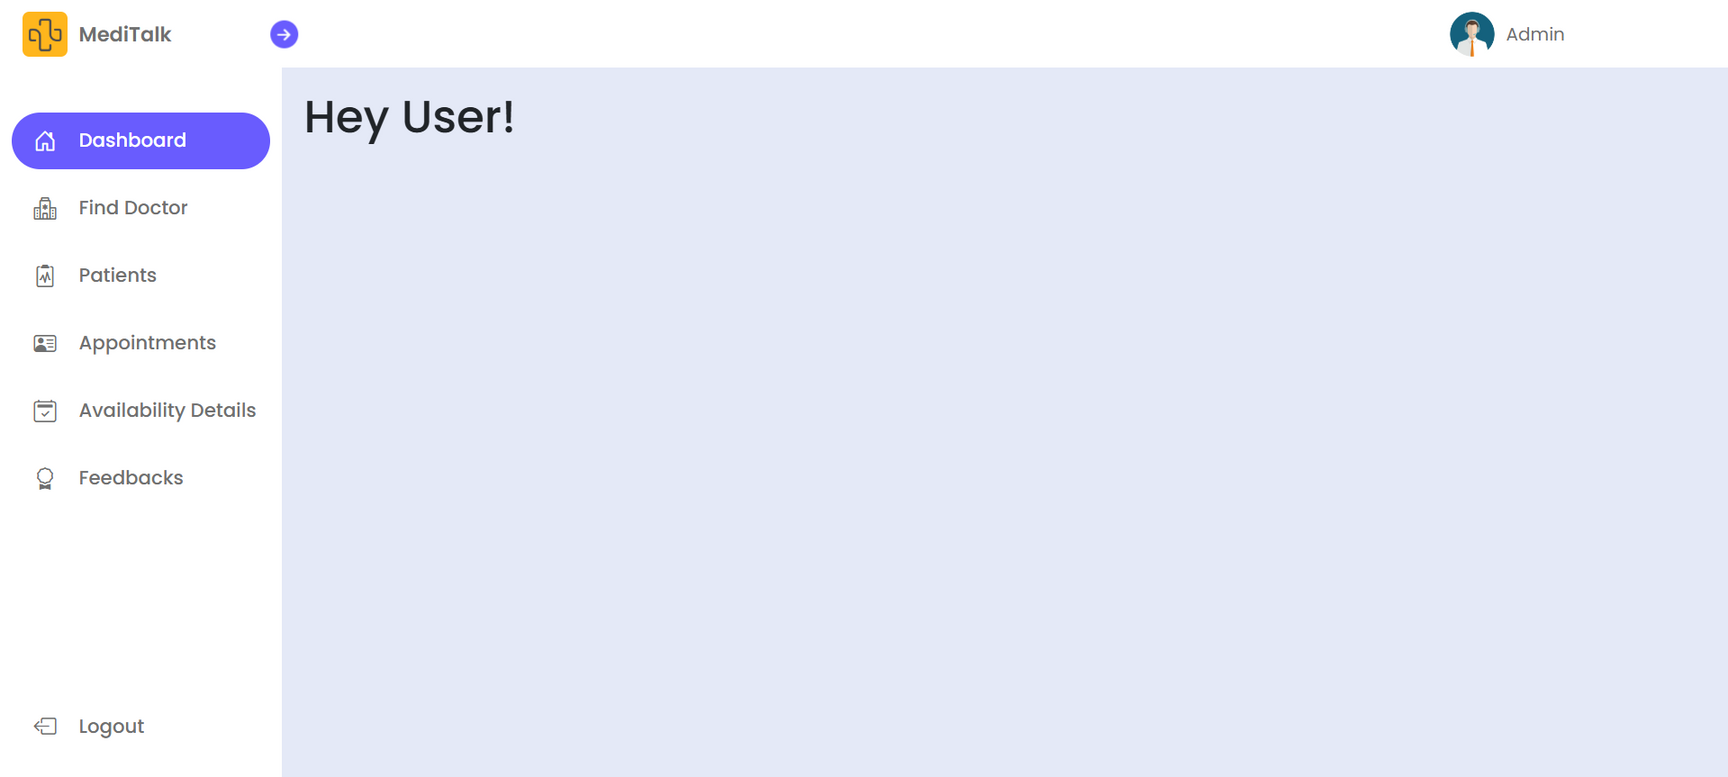 MediTalk
Admin
Hey User!
Dashboard
Find Doctor
Patients
Appointments
Availability Details
Feedbacks
Logout